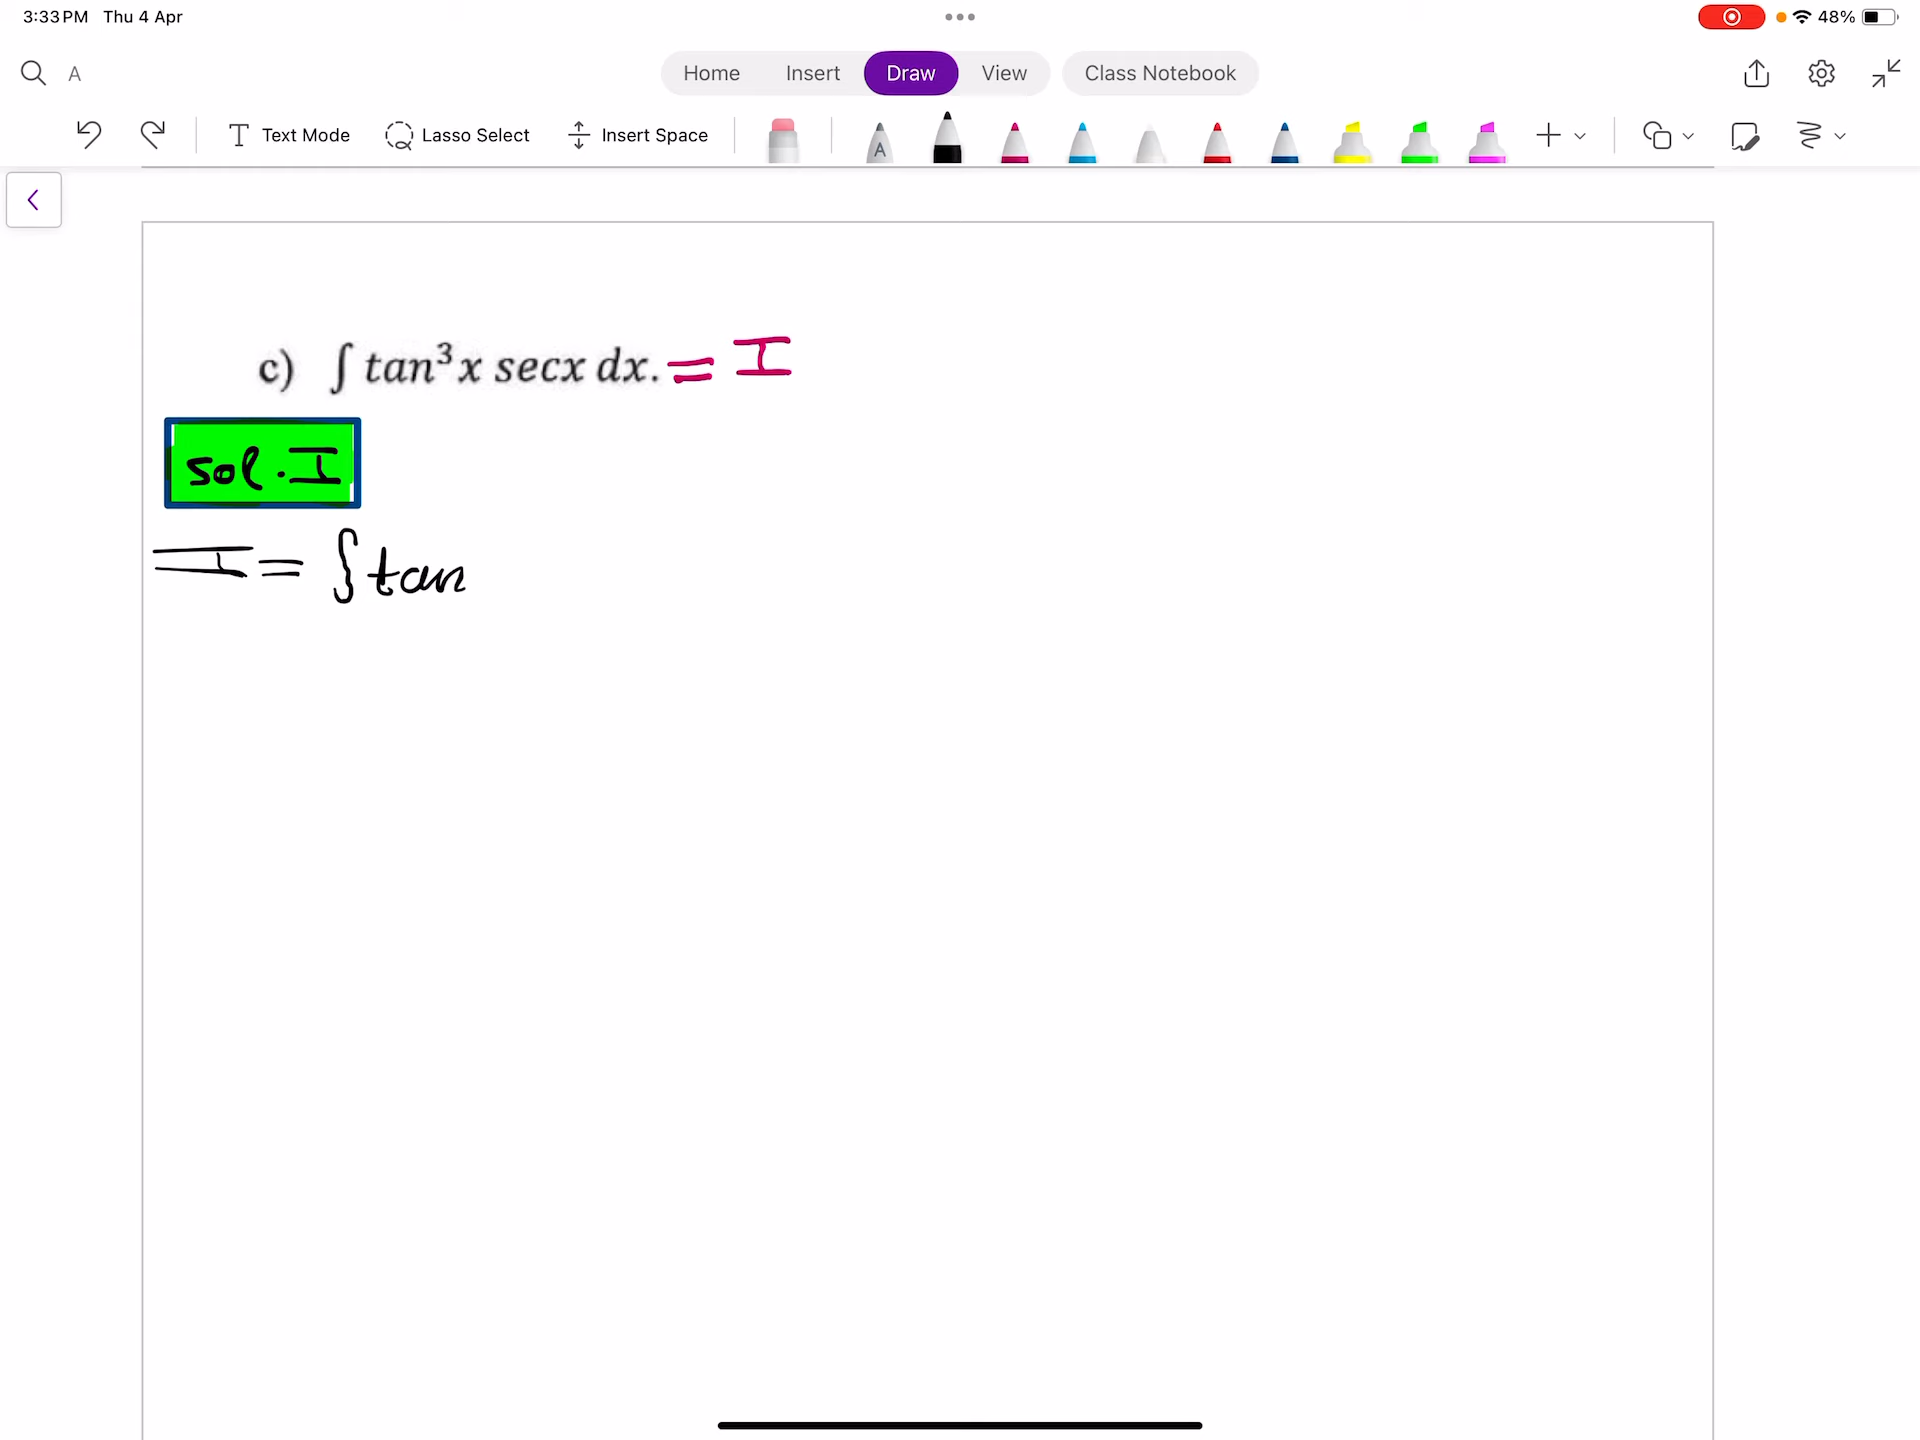 3:33 PM Thu 4 Apr 48%
A Home Insert Draw View Class Notebook
T Text Mode Lasso Select Insert Space A
c) ∫ tan³x secx dx. = I
sol. I
I = ∫ tan